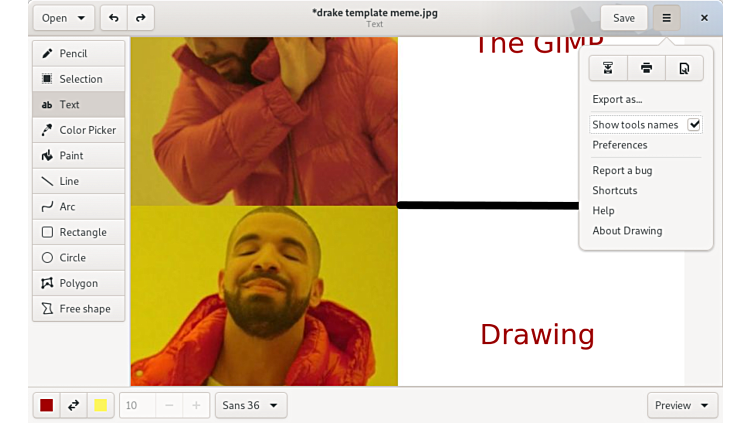 Open
*drake template meme.jpg
Text
Save
Pencil
Selection
ab Text
Color Picker
Paint
Line
Arc
Rectangle
Circle
Polygon
Free shape
The GIMP
Export as...
Show tools names
Preferences
Report a bug
Shortcuts
Help
About Drawing
Drawing
10
Sans 36
Preview